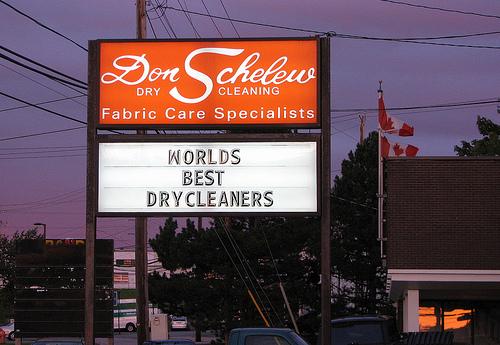 Don Schelew
DRY CLEANING
Fabric Care Specialists
WORLDS
BEST
DRYCLEANERS